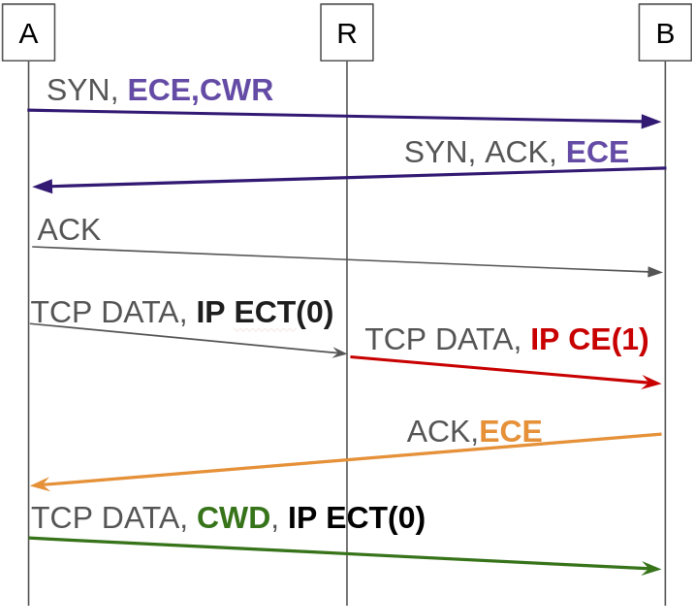 A
R
B
SYN, ECE,CWR
SYN, ACK, ECE
ACK
TCP DATA, IP ECT(0)
TCP DATA, IP CE(1)
ACK,ECE
TCP DATA, CWD, IP ECT(0)